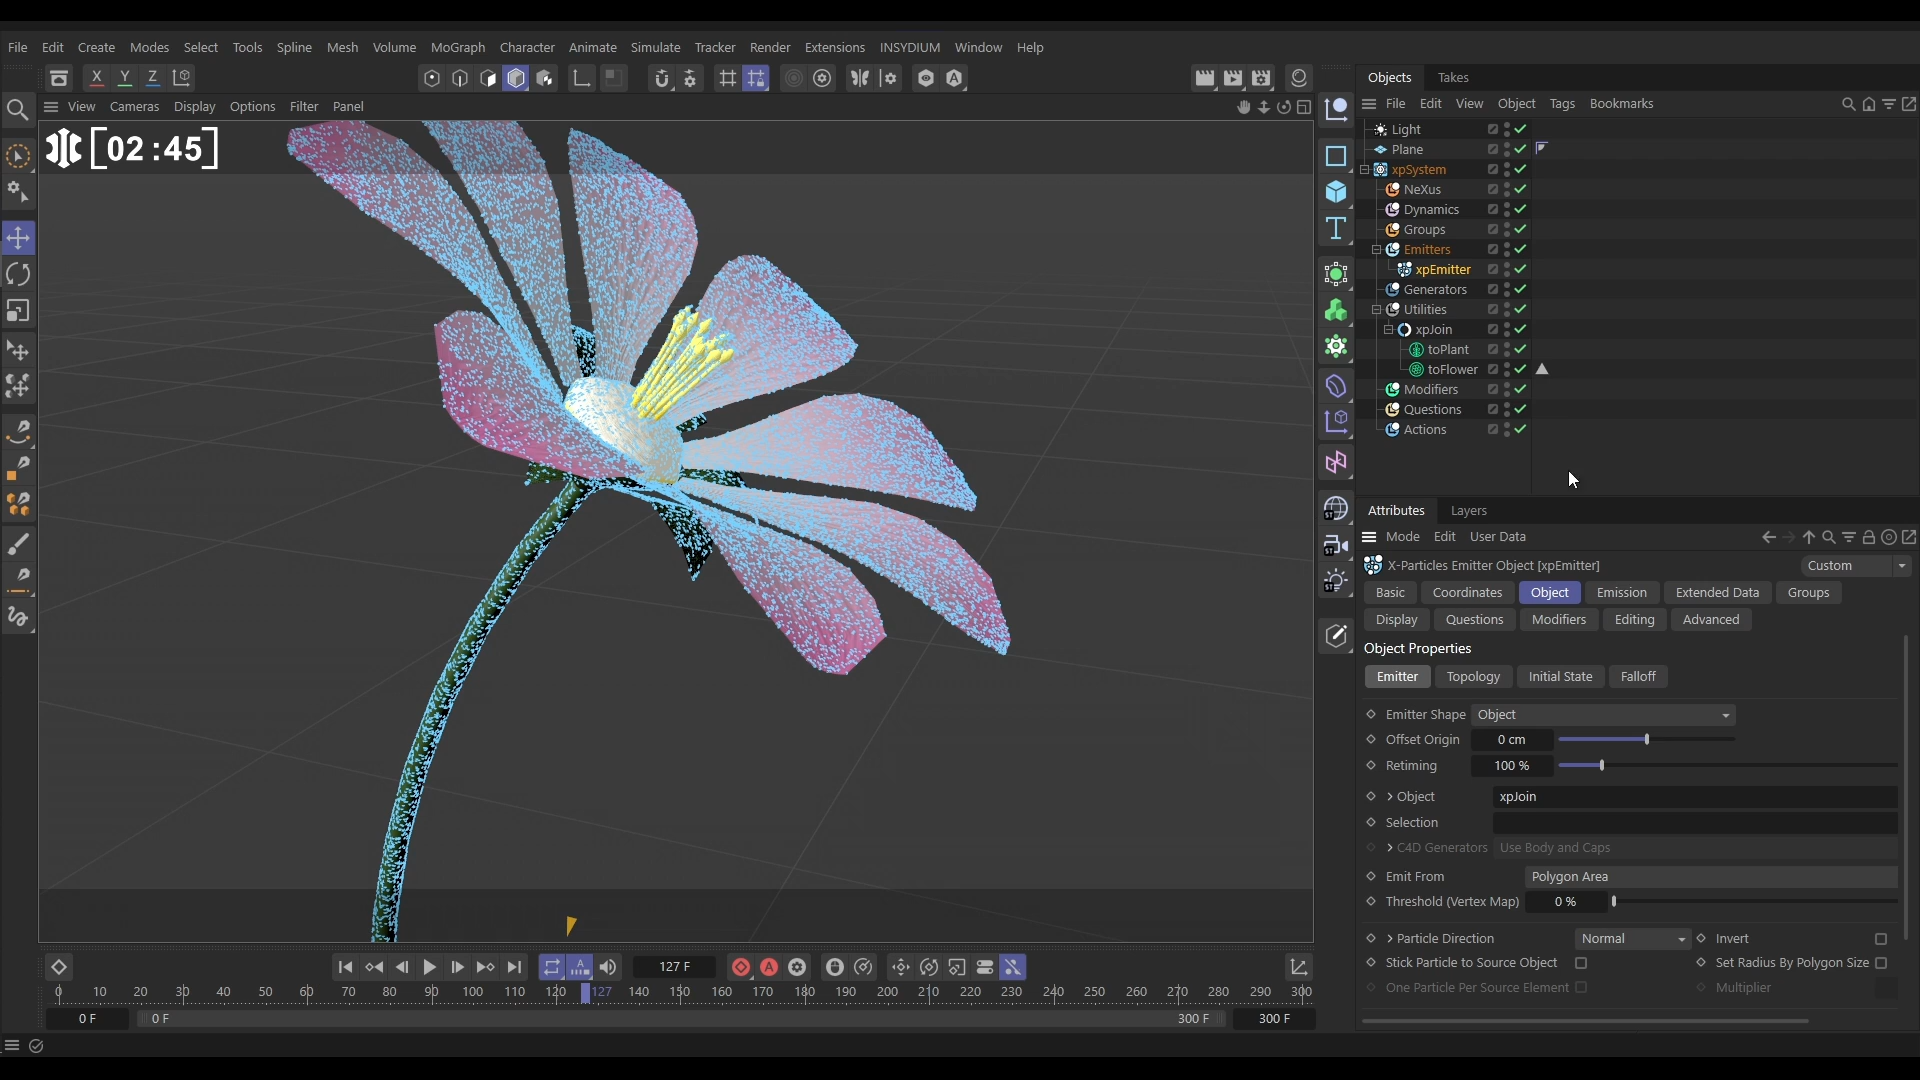 File Edit Create Modes Select Tools Spline Mesh Volume MoGraph Character Animate Simulate Tracker Render Extensions INSYDIUM Window Help
X Y Z
View Cameras Display Options Filter Panel
[02:45]
Objects Takes
File Edit View Object Tags Bookmarks
Light
Plane
xpSystem
NeXus
Dynamics
Groups
Emitters
xpEmitter
Generators
Utilities
xpJoin
toPlant
toFlower
Modifiers
Questions
Actions
Attributes Layers
Mode Edit User Data
X-Particles Emitter Object [xpEmitter] Custom
Basic Coordinates Object Emission Extended Data Groups
Display Questions Modifiers Editing Advanced
Object Properties
Emitter Topology Initial State Falloff
Emitter Shape Object
Offset Origin 0 cm
Retiming 100 %
> Object xpJoin
Selection
> C4D Generators Use Body and Caps
Emit From Polygon Area
Threshold (Vertex Map) 0 %
> Particle Direction Normal Invert
Stick Particle to Source Object Set Radius By Polygon Size
One Particle Per Source Element Multiplier
127 F
0 10 20 30 40 50 60 70 80 90 100 110 120 127 140 150 160 170 180 190 200 210 220 230 240 250 260 270 280 290 300
0 F 0 F 300 F 300 F